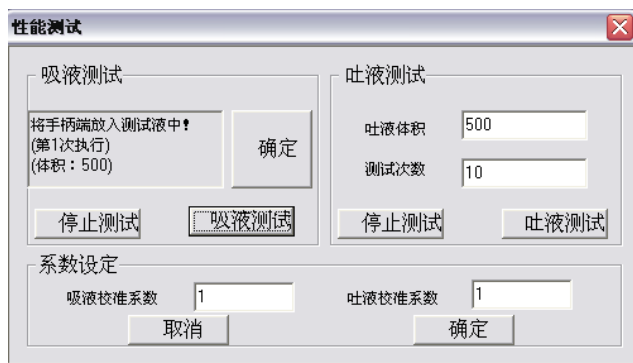 性能测试
吸液测试
将手柄端放入测试液中!
(第1次执行)
(体积：500)
确定
停止测试
吸液测试
吐液测试
吐液体积
500
测试次数
10
停止测试
吐液测试
系数设定
吸液校准系数
1
吐液校准系数
1
取消
确定